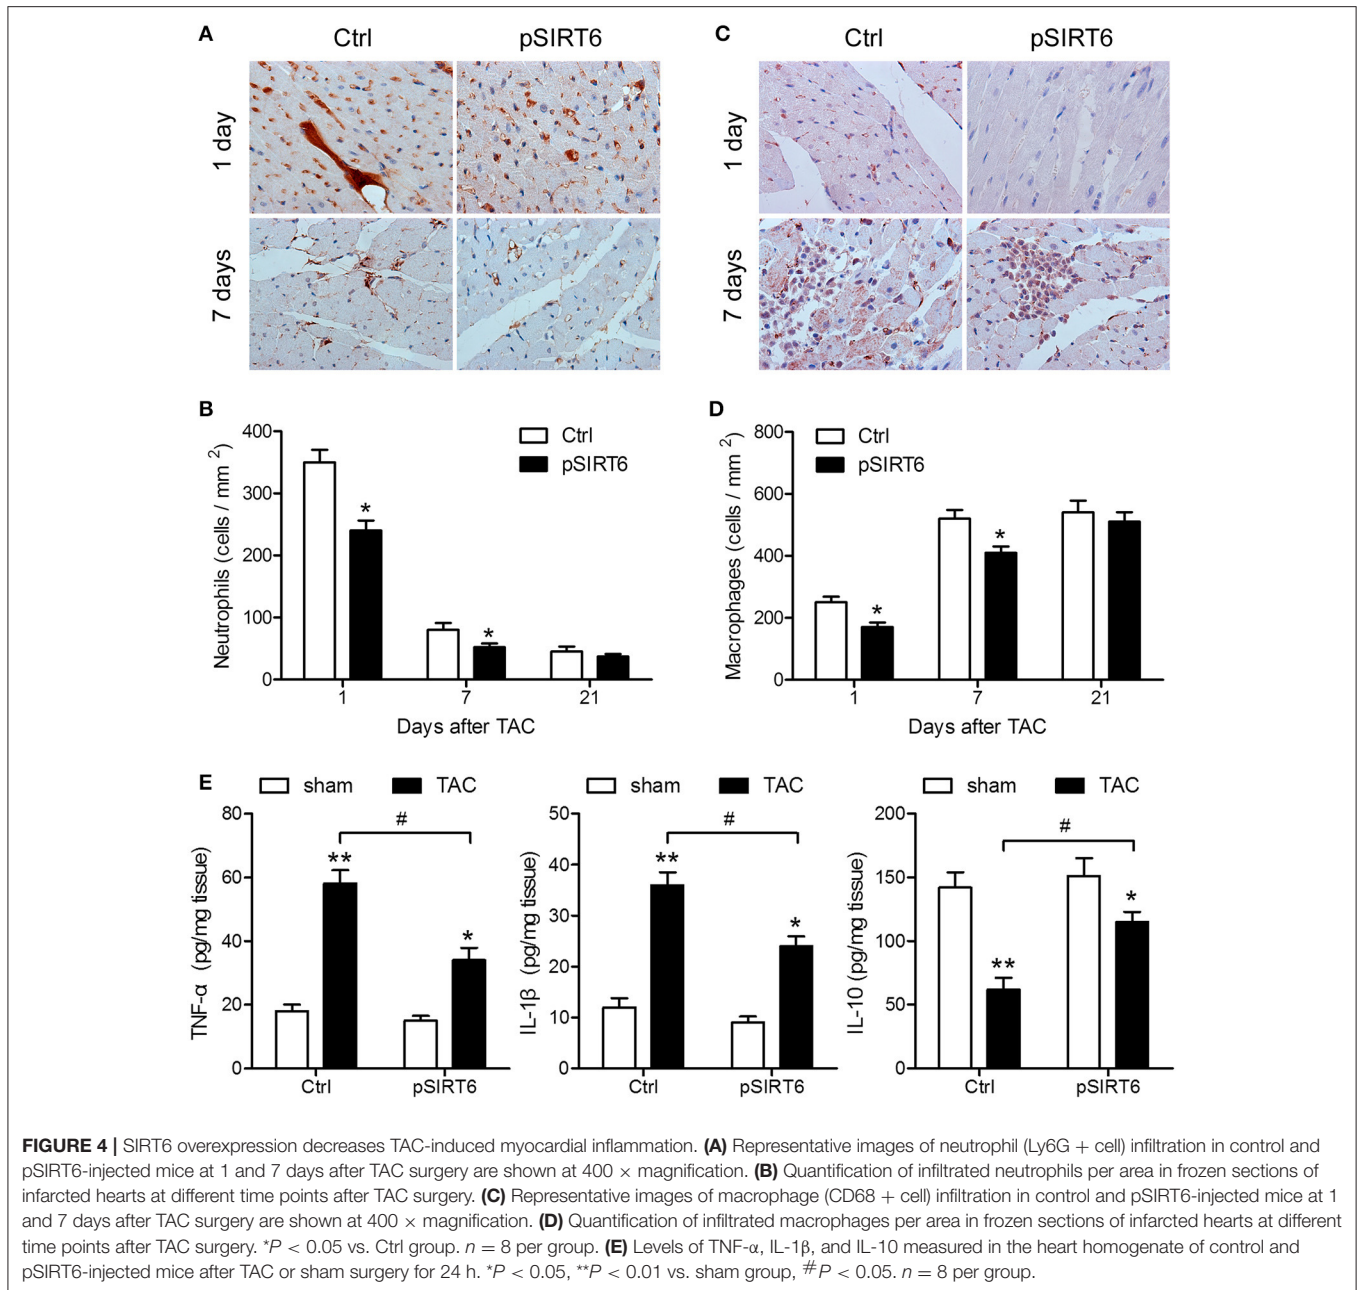 A
Ctrl
pSIRT6
C
Ctrl
pSIRT6
1 day
7 days
1 day
7 days
B
Neutrophils (cells / mm ²)
400
300
200
100
0
Ctrl
pSIRT6
*
*
1
7
21
Days after TAC
D
Macrophages (cells / mm ²)
800
600
400
200
0
Ctrl
pSIRT6
*
*
1
7
21
Days after TAC
E
sham
TAC
TNF-α (pg/mg tissue)
80
60
40
20
0
**
#
*
Ctrl
pSIRT6
sham
TAC
IL-1β (pg/mg tissue)
50
40
30
20
10
0
**
#
*
Ctrl
pSIRT6
sham
TAC
IL-10 (pg/mg tissue)
200
150
100
50
0
**
#
*
Ctrl
pSIRT6
FIGURE 4 | SIRT6 overexpression decreases TAC-induced myocardial inflammation. (A) Representative images of neutrophil (Ly6G + cell) infiltration in control and
pSIRT6-injected mice at 1 and 7 days after TAC surgery are shown at 400 × magnification. (B) Quantification of infiltrated neutrophils per area in frozen sections of
infarcted hearts at different time points after TAC surgery. (C) Representative images of macrophage (CD68 + cell) infiltration in control and pSIRT6-injected mice at 1
and 7 days after TAC surgery are shown at 400 × magnification. (D) Quantification of infiltrated macrophages per area in frozen sections of infarcted hearts at different
time points after TAC surgery. *P < 0.05 vs. Ctrl group. n = 8 per group. (E) Levels of TNF-α, IL-1β, and IL-10 measured in the heart homogenate of control and
pSIRT6-injected mice after TAC or sham surgery for 24 h. *P < 0.05, **P < 0.01 vs. sham group, #P < 0.05. n = 8 per group.